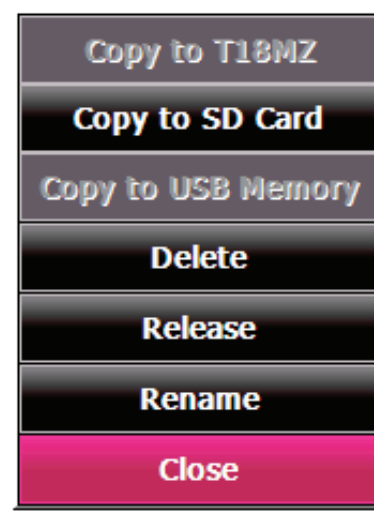 Copy to T18MZ
Copy to SD Card
Copy to USB Memory
Delete
Release
Rename
Close